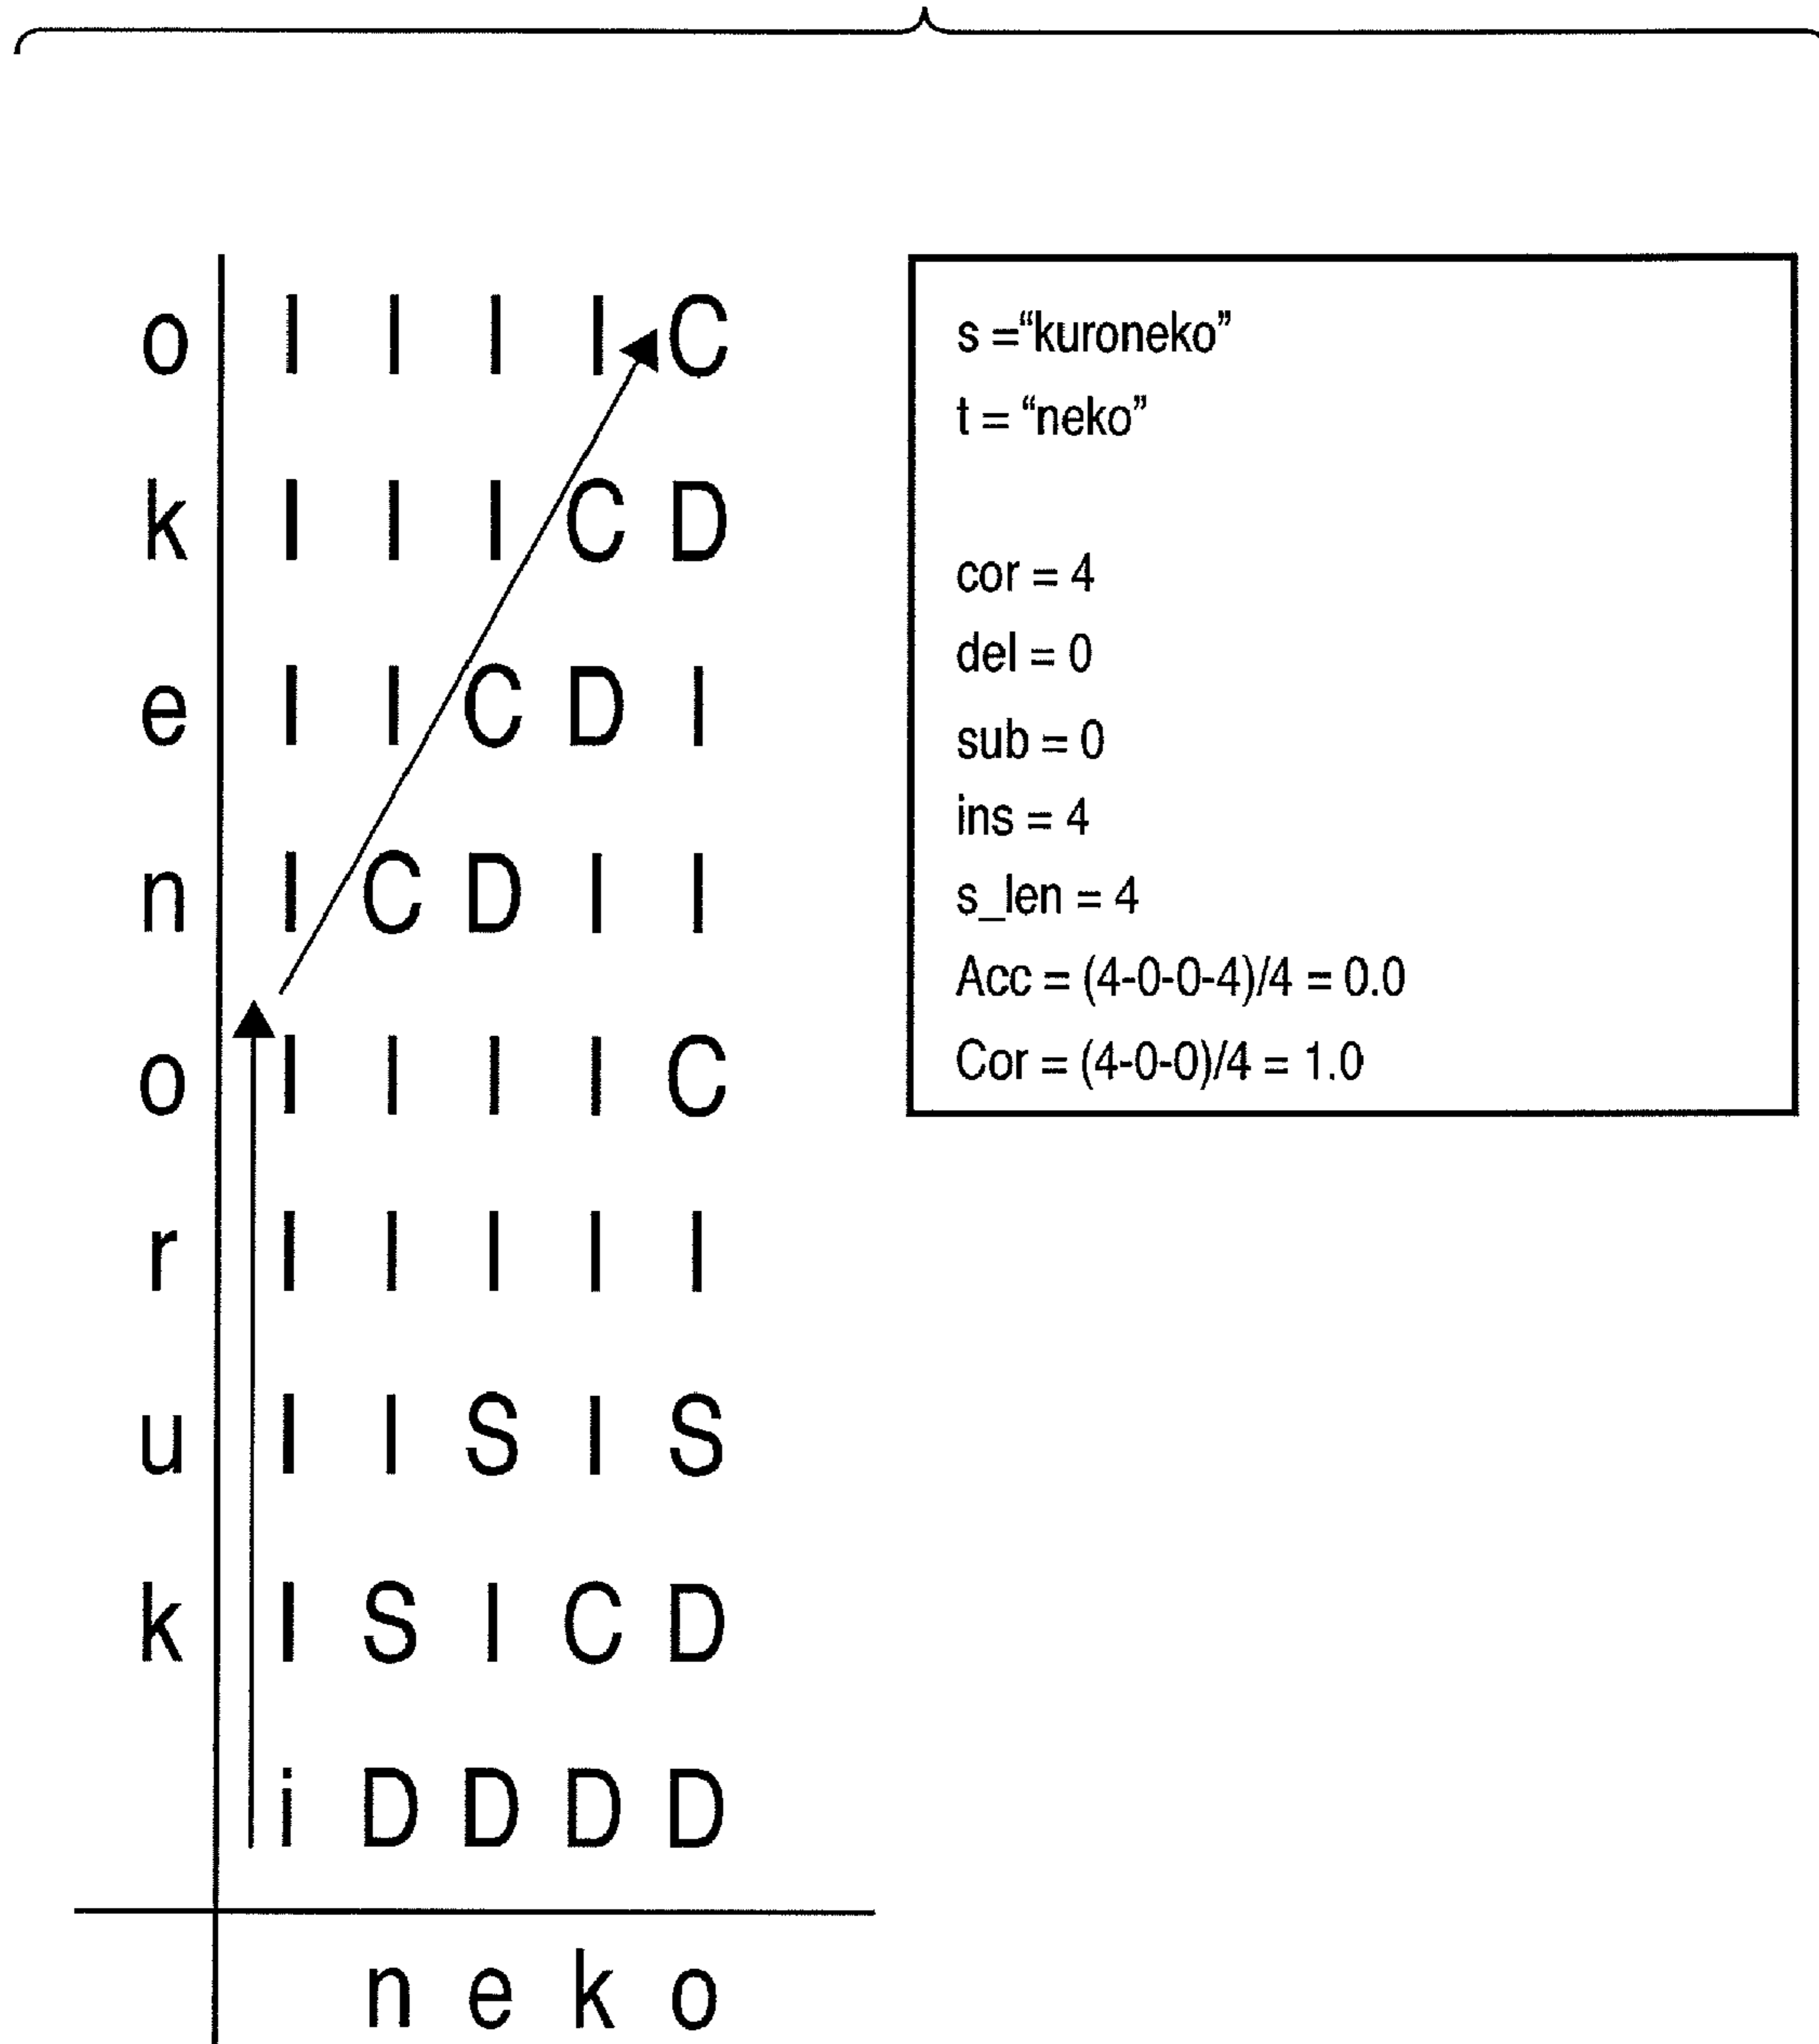 o I I I I C
k I I I C D
e I I C D I
n I C D I I
o I I I I C
r I I I I I
u I I S I S
k I S I C D
i D D D D
n e k o
s =“kuroneko”
t = “neko”
cor = 4
del = 0
sub = 0
ins = 4
s_len = 4
Acc = (4-0-0-4)/4 = 0.0
Cor = (4-0-0)/4 = 1.0